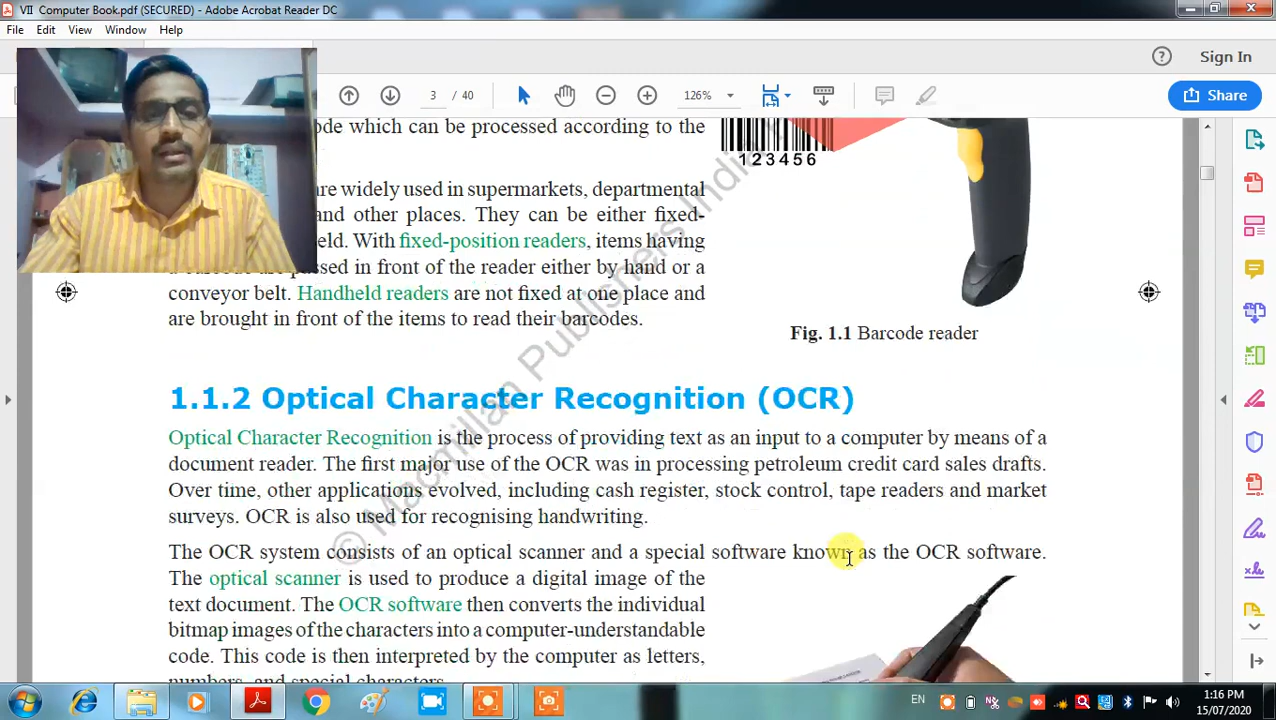 VII Computer Book.pdf (SECURED) - Adobe Acrobat Reader DC
File Edit View Window Help
Sign In
3 / 40
126%
Share
ode which can be processed according to the
123456
are widely used in supermarkets, departmental
and other places. They can be either fixed-
eld. With fixed-position readers, items having
a barcode are passed in front of the reader either by hand or a
conveyor belt. Handheld readers are not fixed at one place and
are brought in front of the items to read their barcodes.
Fig. 1.1 Barcode reader
1.1.2 Optical Character Recognition (OCR)
Optical Character Recognition is the process of providing text as an input to a computer by means of a
document reader. The first major use of the OCR was in processing petroleum credit card sales drafts.
Over time, other applications evolved, including cash register, stock control, tape readers and market
surveys. OCR is also used for recognising handwriting.
The OCR system consists of an optical scanner and a special software known as the OCR software.
The optical scanner is used to produce a digital image of the
text document. The OCR software then converts the individual
bitmap images of the characters into a computer-understandable
code. This code is then interpreted by the computer as letters,
numbers, and special characters.
© Macmillan Publishers India
EN
1:16 PM
15/07/2020